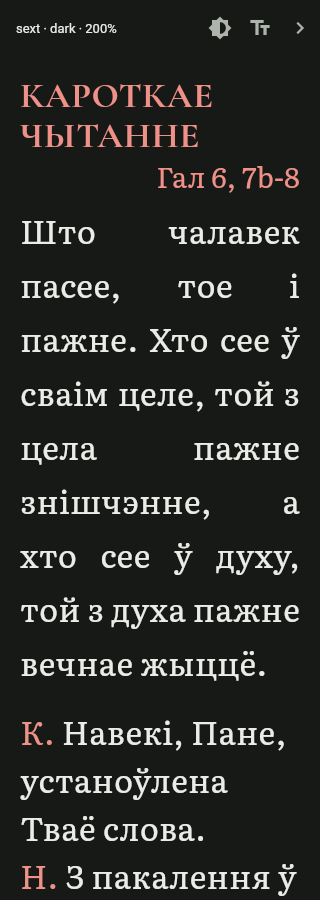 sext · dark · 200%
КАРОТКАЕ
ЧЫТАННЕ
Гал 6, 7b-8
Што чалавек
пасее, тое і
пажне. Хто сее ў
сваім целе, той з
цела пажне
знішчэнне, а
хто сее ў духу,
той з духа пажне
вечнае жыццё.
К. Навекі, Пане,
устаноўлена
Тваё слова.
Н. З пакалення ў